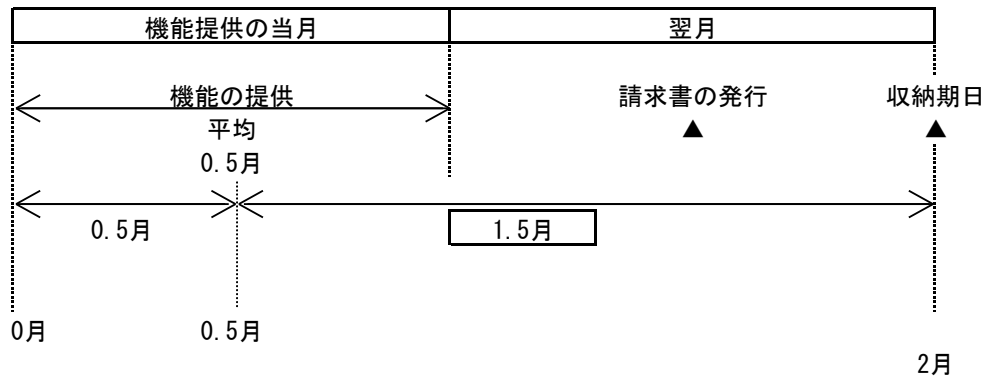 機能提供の当月 翌月
機能の提供 請求書の発行 収納期日
平均 ▲ ▲
0.5月
0.5月 1.5月
0月 0.5月
2月